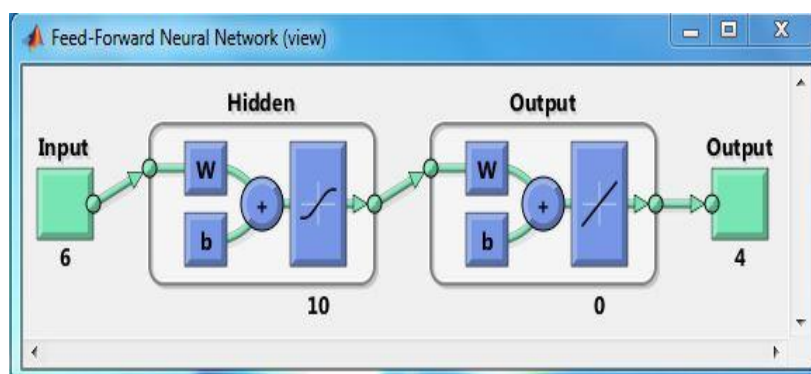 Feed-Forward Neural Network (view)
Hidden
Output
Input
Output
W
b
+
W
b
+
6
10
0
4